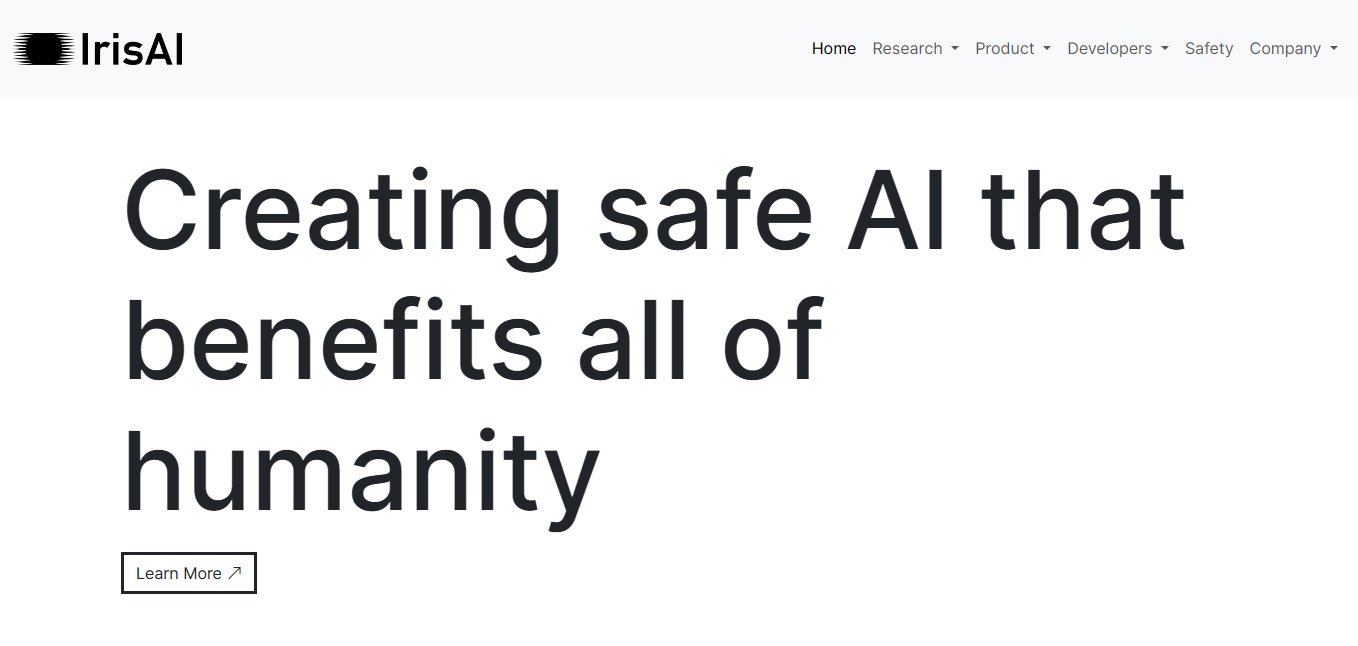 IrisAI
Home Research Product Developers Safety Company
Creating safe AI that
benefits all of
humanity
Learn More ↗